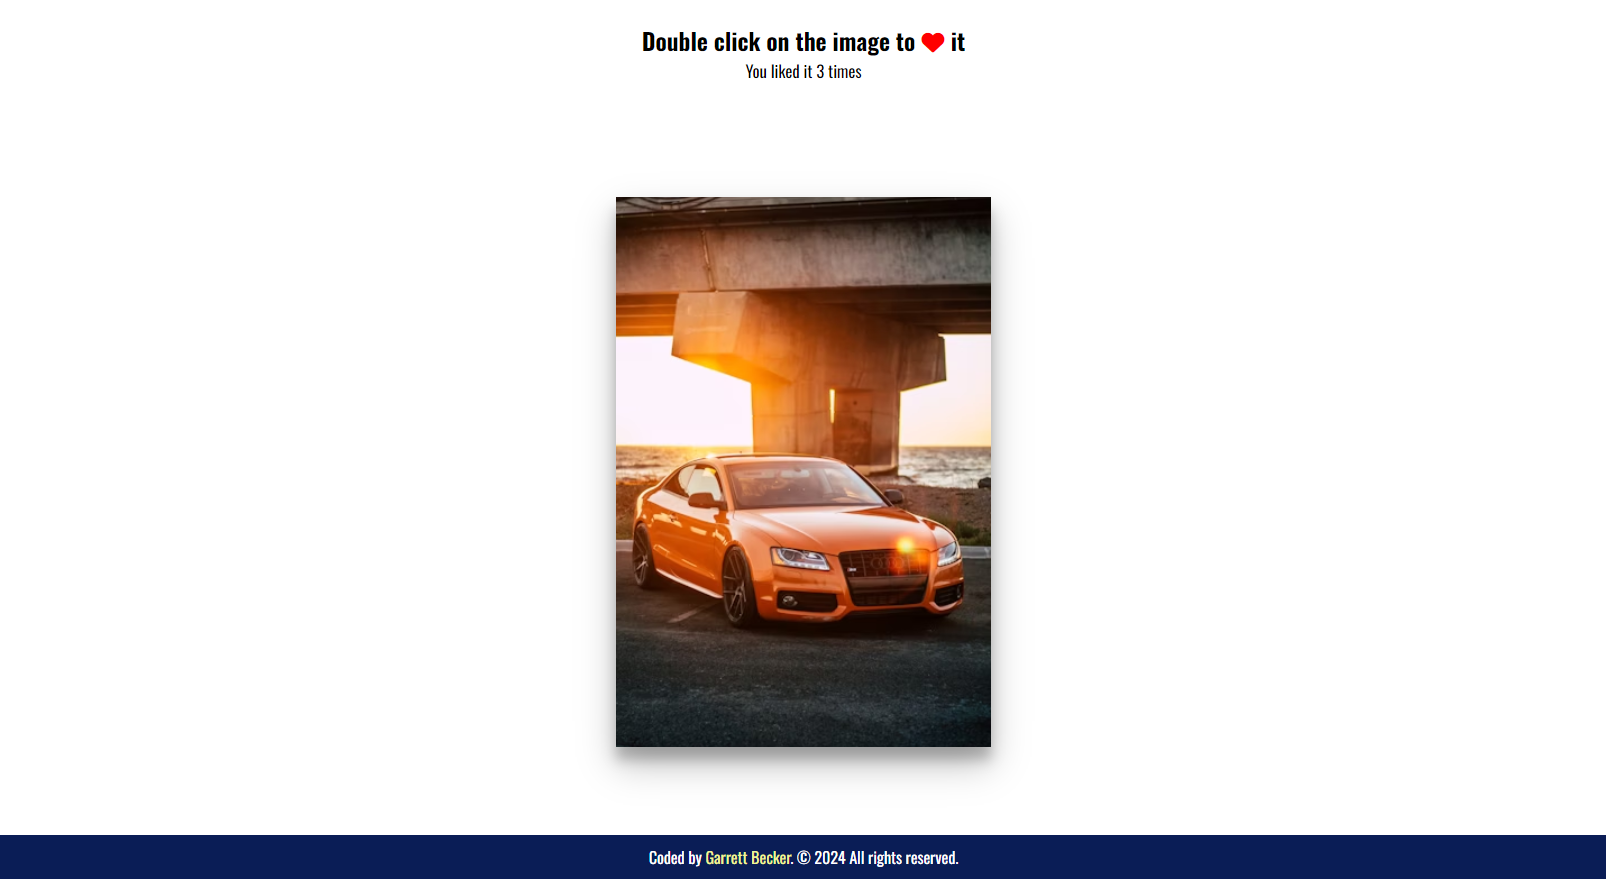 Double click on the image to ❤ it
You liked it 3 times
Coded by Garrett Becker. © 2024 All rights reserved.